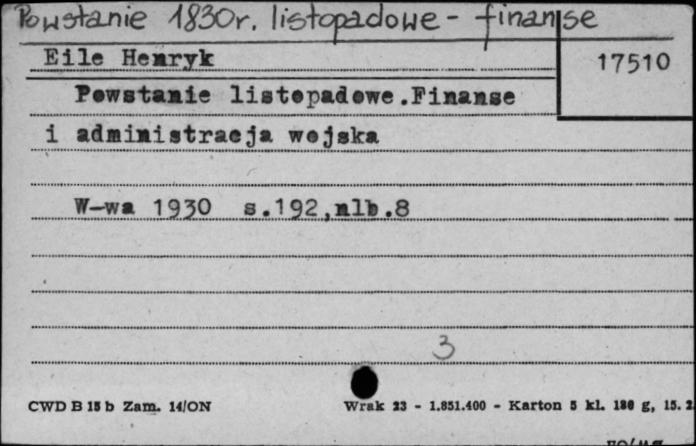 Powstanie 1830r. listopadowe - finanse
Eile Henryk
17510
Powstanie listopadowe.Finanse
i administracja wojska
W-wa 1930 s.192,nlb.8
3
CWD B 15 b Zam. 14/ON
Wrak 23 - 1.851.400 - Karton 5 kl. 180 g, 15. 2